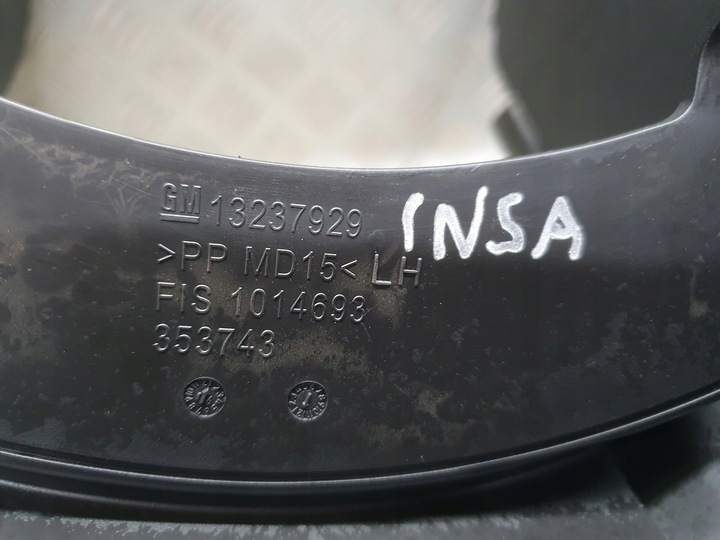 GM 13237929
INSA
>PP MD15< LH
FIS 1014693
353743